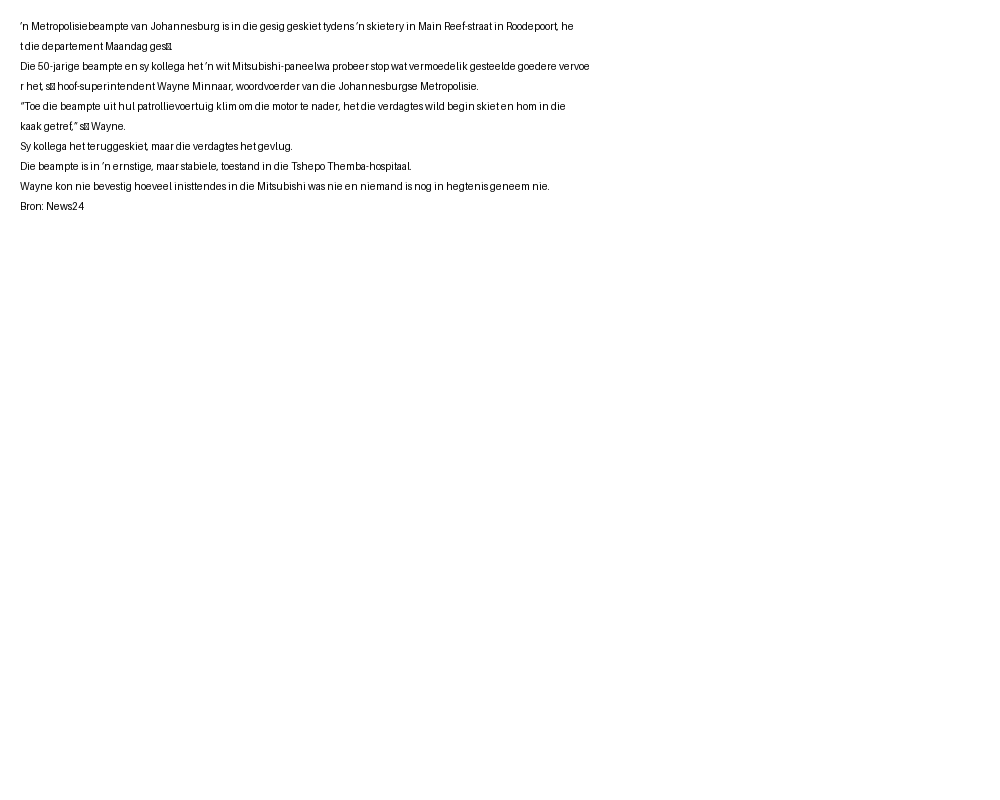 'n Metropolisiebeampte van Johannesburg is in die gesig geskiet tydens 'n skietery in Main Reef-straat in Roodepoort, he
t die departement Maandag ges▯.
Die 50-jarige beampte en sy kollega het 'n wit Mitsubishi-paneelwa probeer stop wat vermoedelik gesteelde goedere vervoe
r het, s▯ hoof-superintendent Wayne Minnaar, woordvoerder van die Johannesburgse Metropolisie.
"Toe die beampte uit hul patrollievoertuig klim om die motor te nader, het die verdagtes wild begin skiet en hom in die
kaak getref," s▯ Wayne.
Sy kollega het teruggeskiet, maar die verdagtes het gevlug.
Die beampte is in 'n ernstige, maar stabiele, toestand in die Tshepo Themba-hospitaal.
Wayne kon nie bevestig hoeveel inisttendes in die Mitsubishi was nie en niemand is nog in hegtenis geneem nie.
Bron: News24